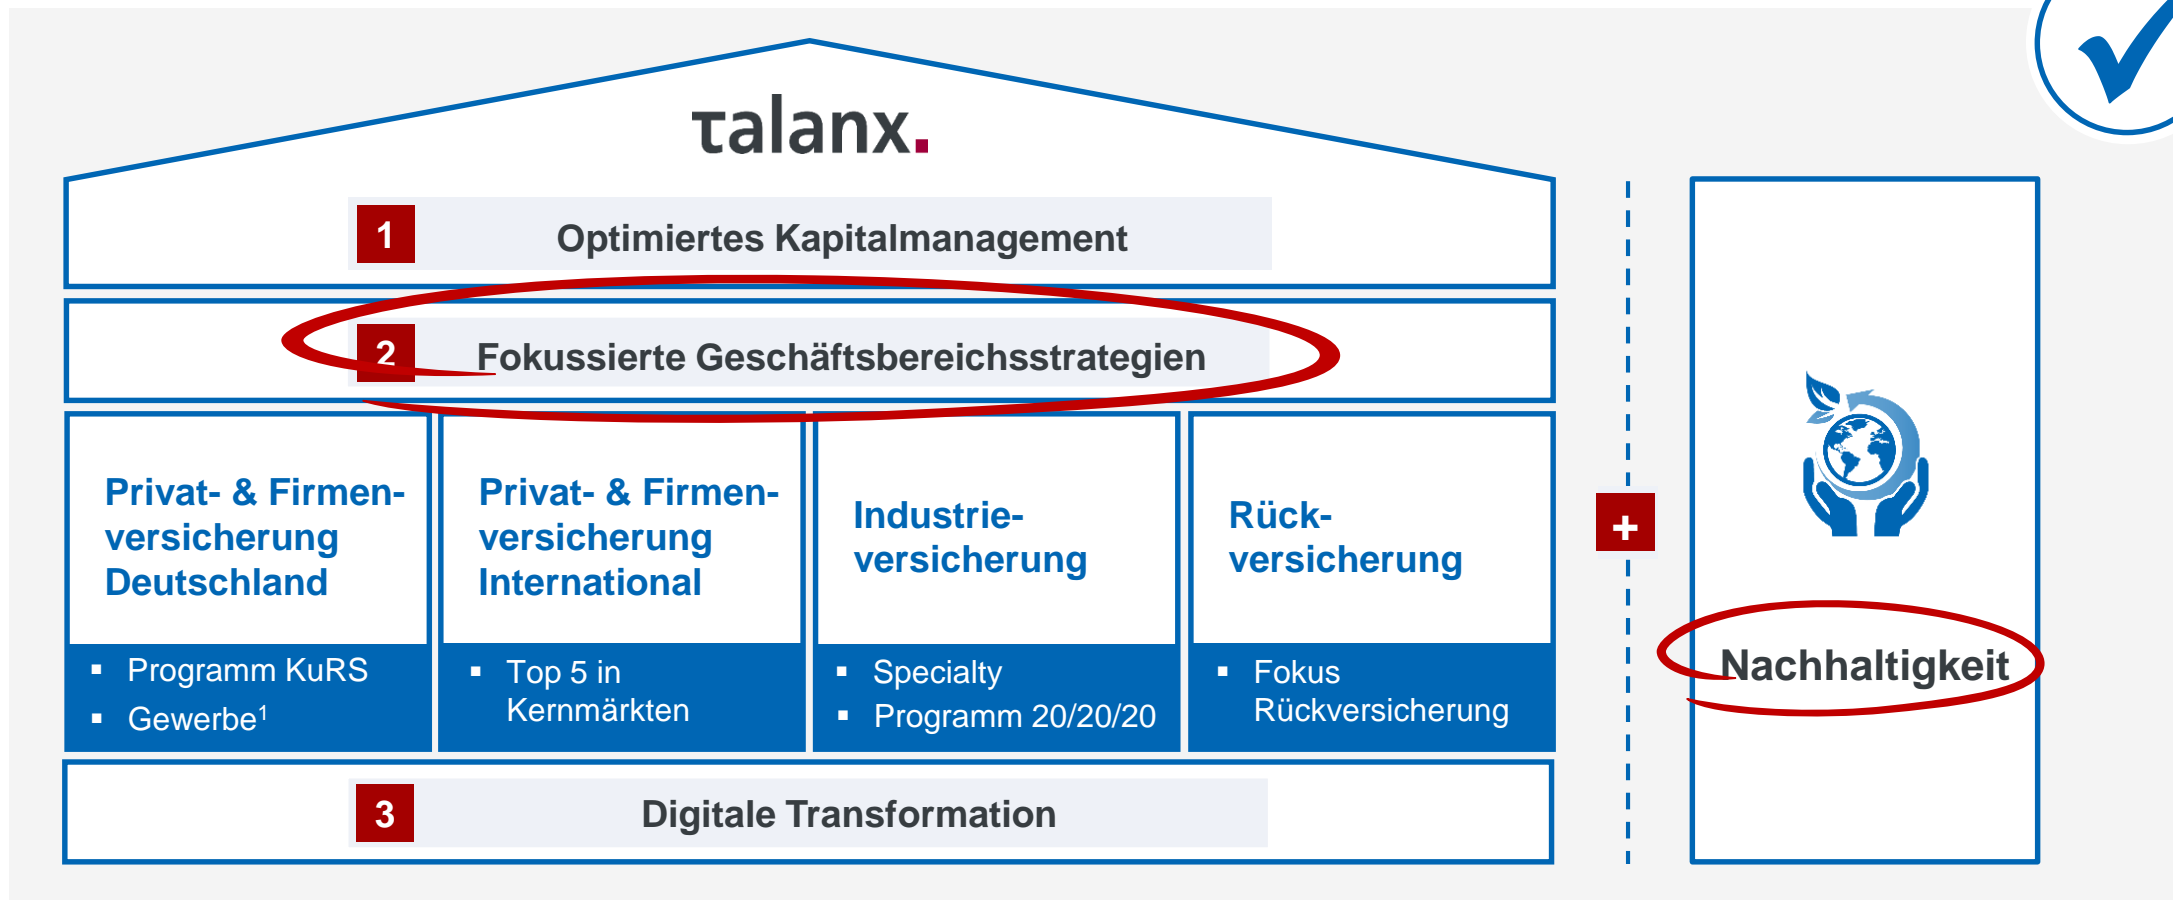 talanx.
1 Optimiertes Kapitalmanagement
2 Fokussierte Geschäftsbereichsstrategien
Privat- & Firmen-
versicherung
Deutschland
▪ Programm KuRS
▪ Gewerbe¹
Privat- & Firmen-
versicherung
International
▪ Top 5 in
Kernmärkten
Industrie-
versicherung
▪ Specialty
▪ Programm 20/20/20
Rück-
versicherung
▪ Fokus
Rückversicherung
3 Digitale Transformation
+
Nachhaltigkeit